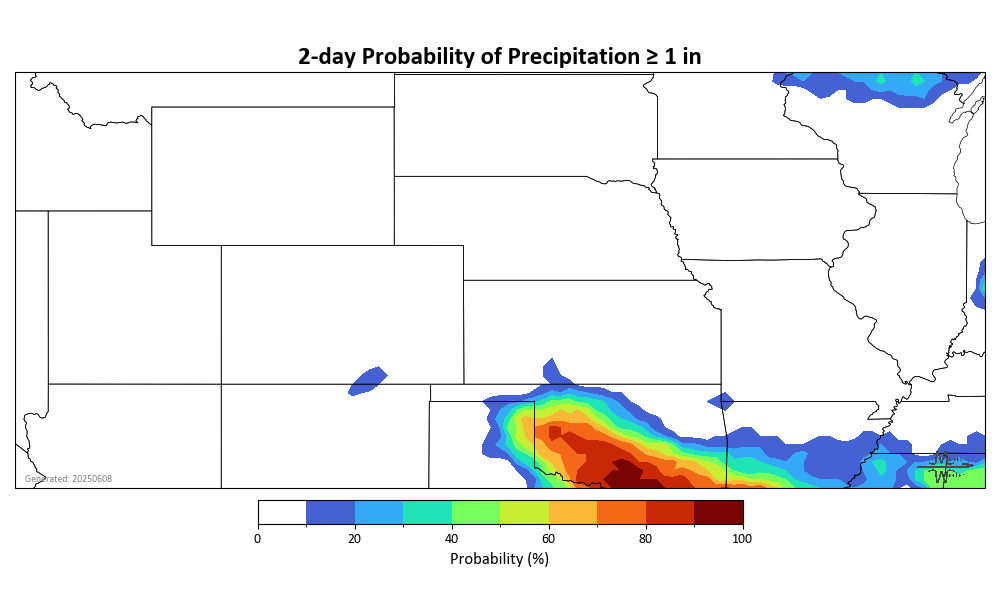 2-day Probability of Precipitation ≥ 1 in
Generated: 20250608
0 20 40 60 80 100
Probability (%)